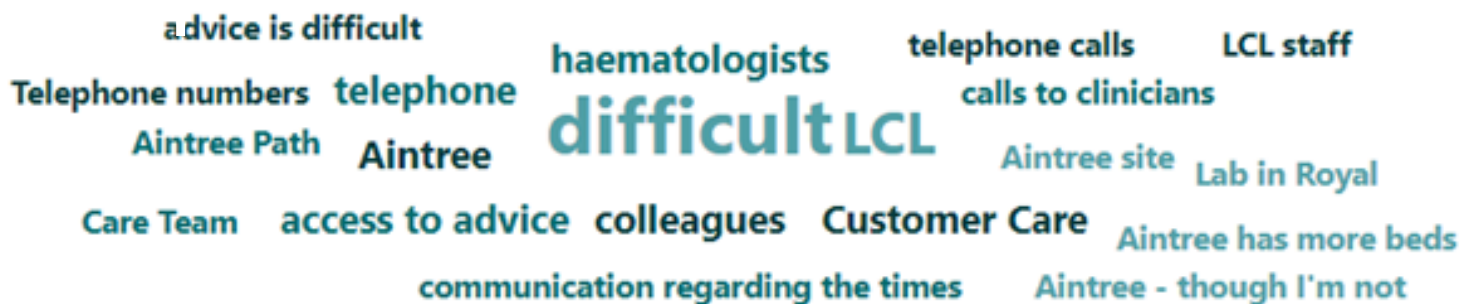 advice is difficult
haematologists
telephone calls
LCL staff
Telephone numbers
telephone
difficult
LCL
calls to clinicians
Aintree Path
Aintree
Aintree site
Lab in Royal
Care Team
access to advice
colleagues
Customer Care
Aintree has more beds
communication regarding the times
Aintree - though I'm not